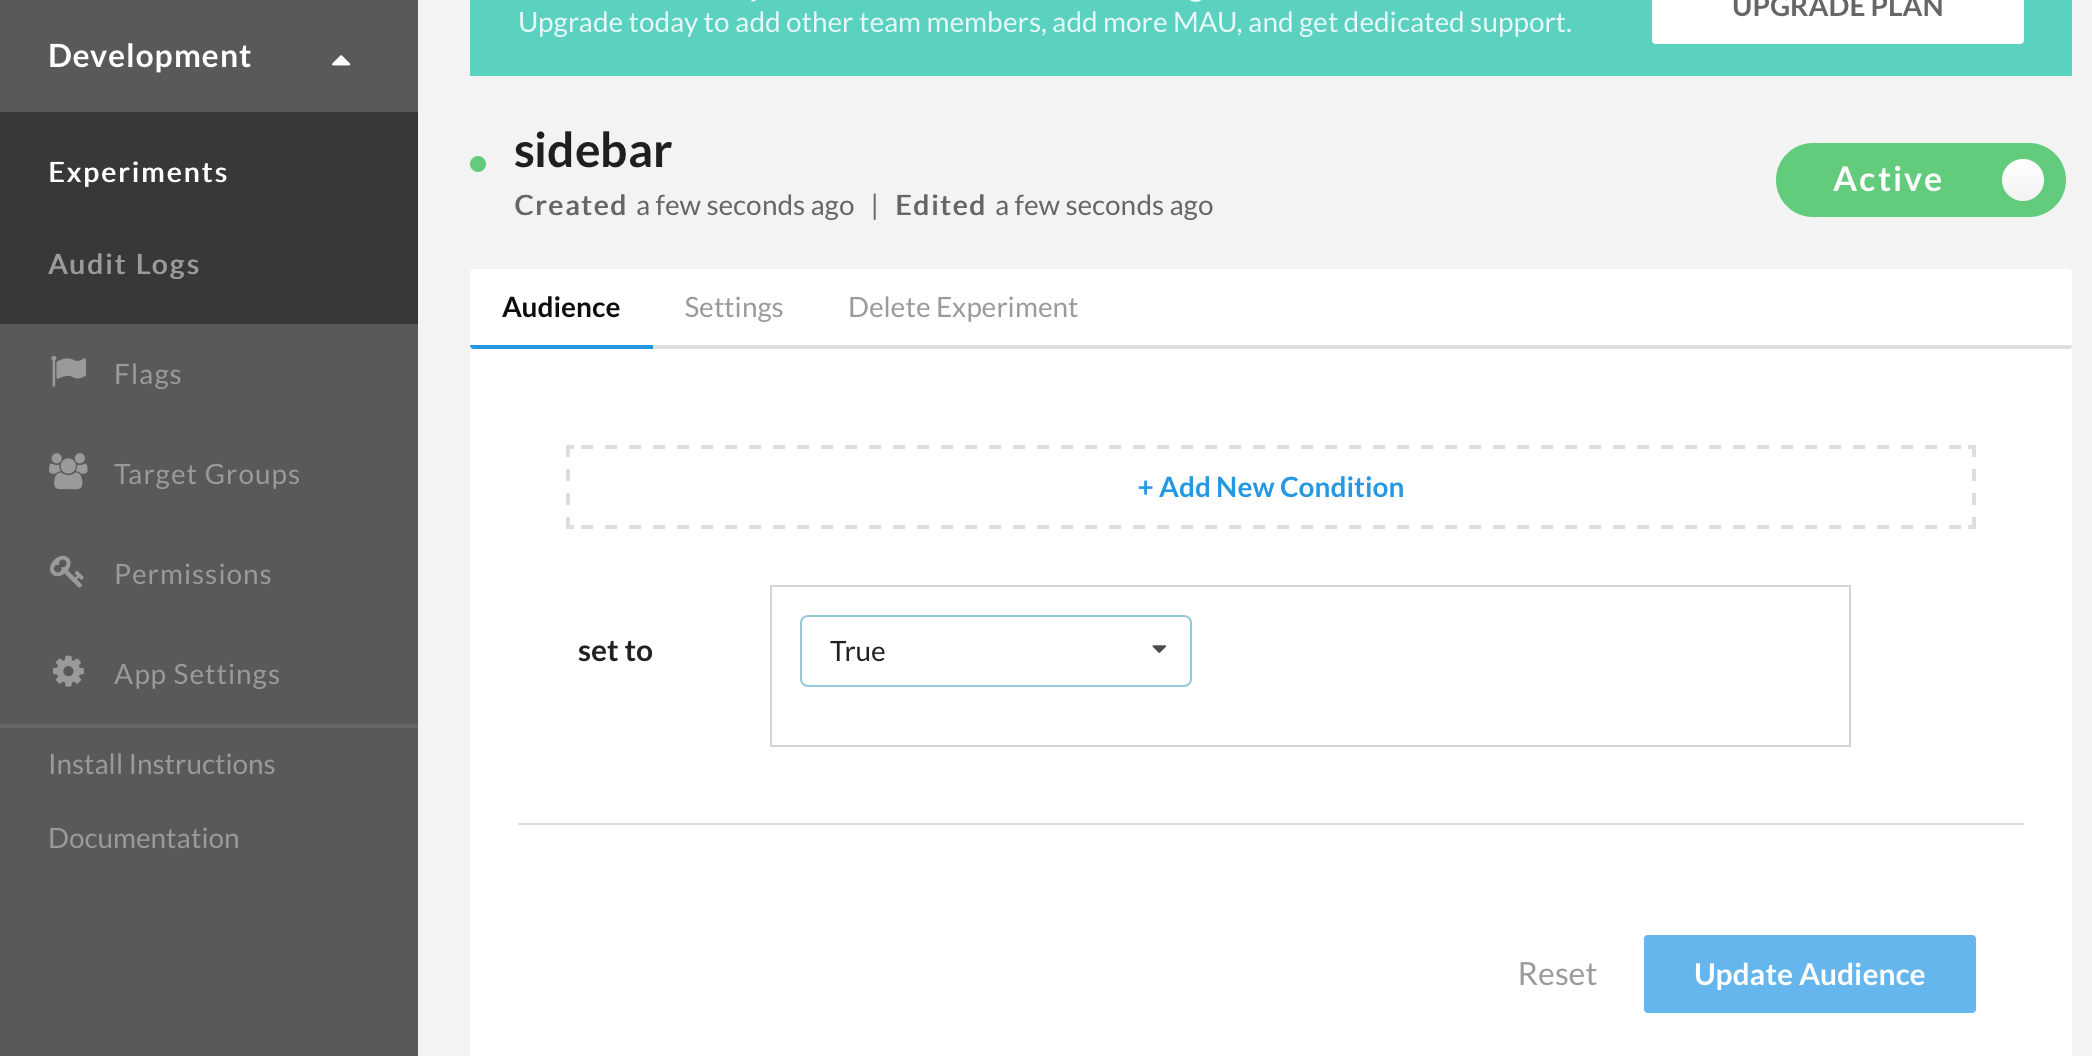 Development
Experiments
Audit Logs
Flags
Target Groups
Permissions
App Settings
Install Instructions
Documentation
Upgrade today to add other team members, add more MAU, and get dedicated support.
UPGRADE PLAN
sidebar
Created a few seconds ago | Edited a few seconds ago
Active
Audience Settings Delete Experiment
+ Add New Condition
set to True
Reset Update Audience